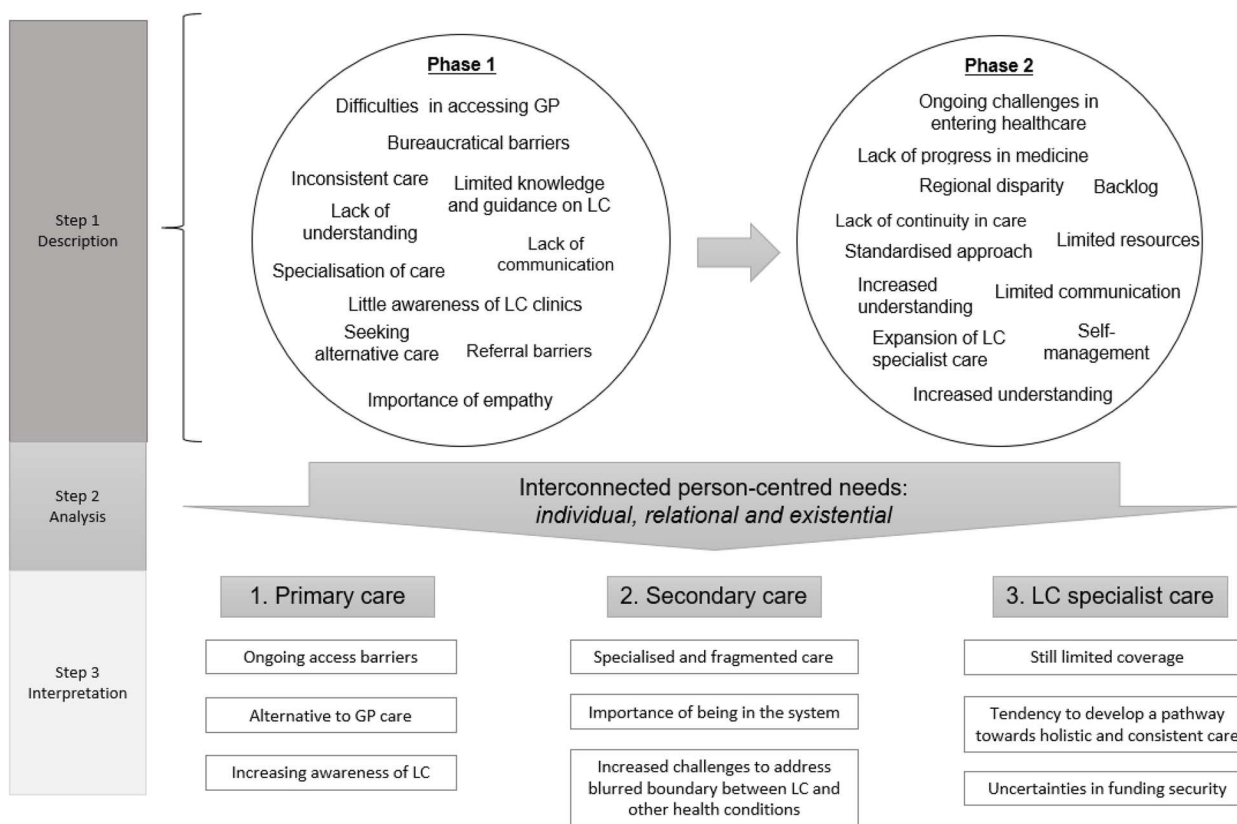 Step 1
Description
Phase 1
Difficulties in accessing GP
Bureaucratical barriers
Inconsistent care
Limited knowledge
and guidance on LC
Lack of
understanding
Lack of
communication
Specialisation of care
Little awareness of LC clinics
Seeking
alternative care
Referral barriers
Importance of empathy
Phase 2
Ongoing challenges in
entering healthcare
Lack of progress in medicine
Regional disparity
Backlog
Lack of continuity in care
Limited resources
Standardised approach
Increased
understanding
Limited communication
Expansion of LC
specialist care
Self-
management
Increased understanding
Step 2
Analysis
Interconnected person-centred needs:
individual, relational and existential
Step 3
Interpretation
1. Primary care
Ongoing access barriers
Alternative to GP care
Increasing awareness of LC
2. Secondary care
Specialised and fragmented care
Importance of being in the system
Increased challenges to address
blurred boundary between LC and
other health conditions
3. LC specialist care
Still limited coverage
Tendency to develop a pathway
towards holistic and consistent care
Uncertainties in funding security